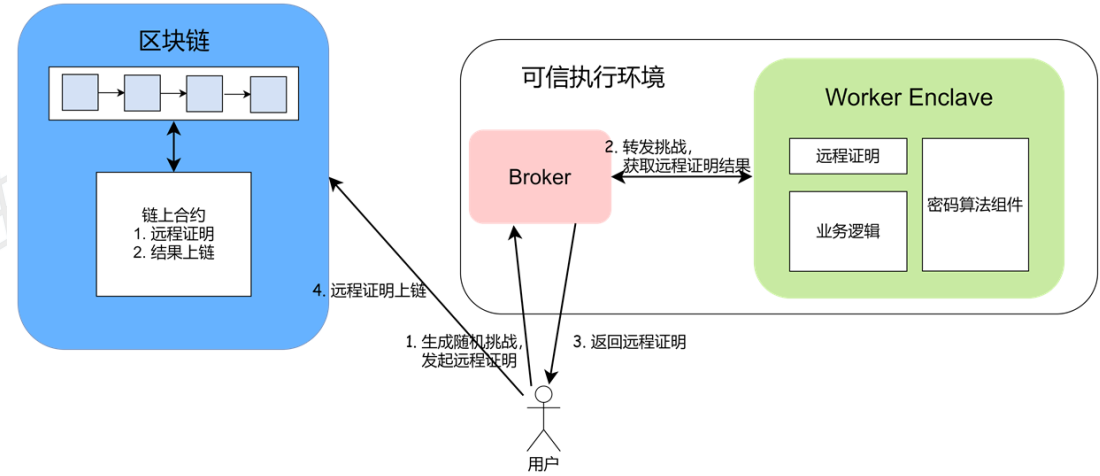 区块链
链上合约
1. 远程证明
2. 结果上链
可信执行环境
Broker
2. 转发挑战,
获取远程证明结果
Worker Enclave
远程证明
业务逻辑
密码算法组件
4. 远程证明上链
1. 生成随机挑战,
发起远程证明
3. 返回远程证明
用户